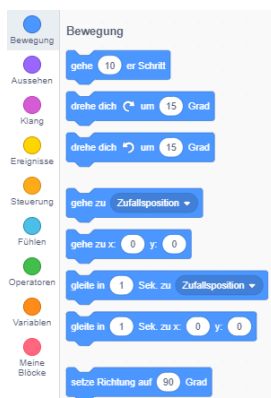 Bewegung
Aussehen
Klang
Ereignisse
Steuerung
Fühlen
Operatoren
Variablen
Meine
Blöcke
Bewegung
gehe 10 er Schritt
drehe dich um 15 Grad
drehe dich um 15 Grad
gehe zu Zufallsposition
gehe zu x: 0 y: 0
gleite in 1 Sek. zu Zufallsposition
gleite in 1 Sek. zu x: 0 y: 0
setze Richtung auf 90 Grad